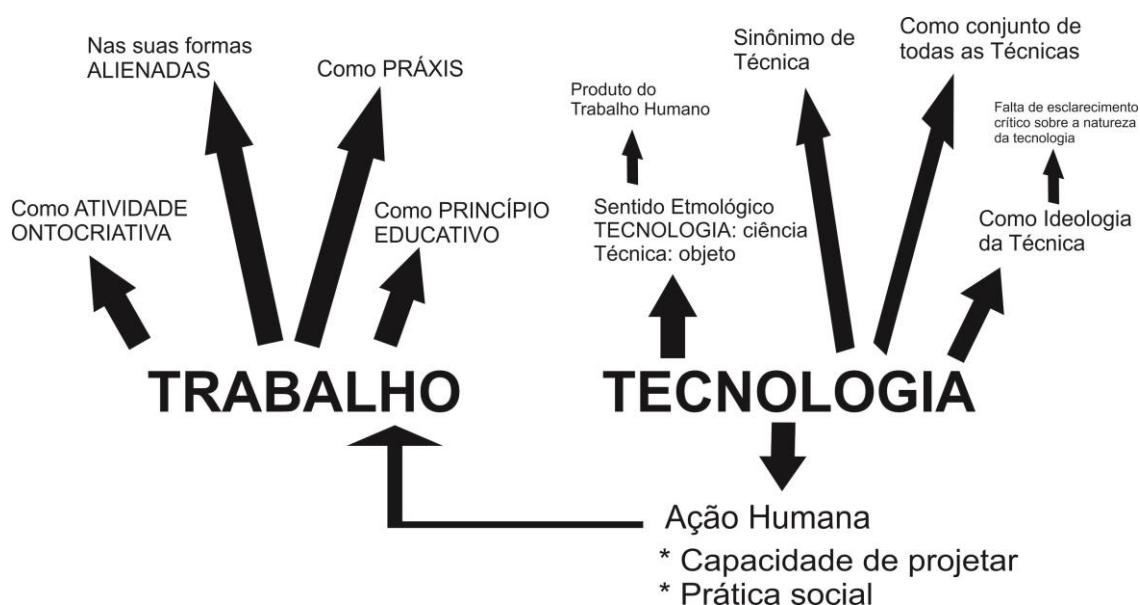 Nas suas formas
ALIENADAS
Como PRÁXIS
Como ATIVIDADE
ONTOCRIATIVA
Como PRINCÍPIO
EDUCATIVO
TRABALHO
Produto do
Trabalho Humano
Sentido Etmológico
TECNOLOGIA: ciência
Técnica: objeto
Sinônimo de
Técnica
Como conjunto de
todas as Técnicas
Falta de esclarecimento
crítico sobre a natureza
da tecnologia
Como Ideologia
da Técnica
TECNOLOGIA
Ação Humana
* Capacidade de projetar
* Prática social